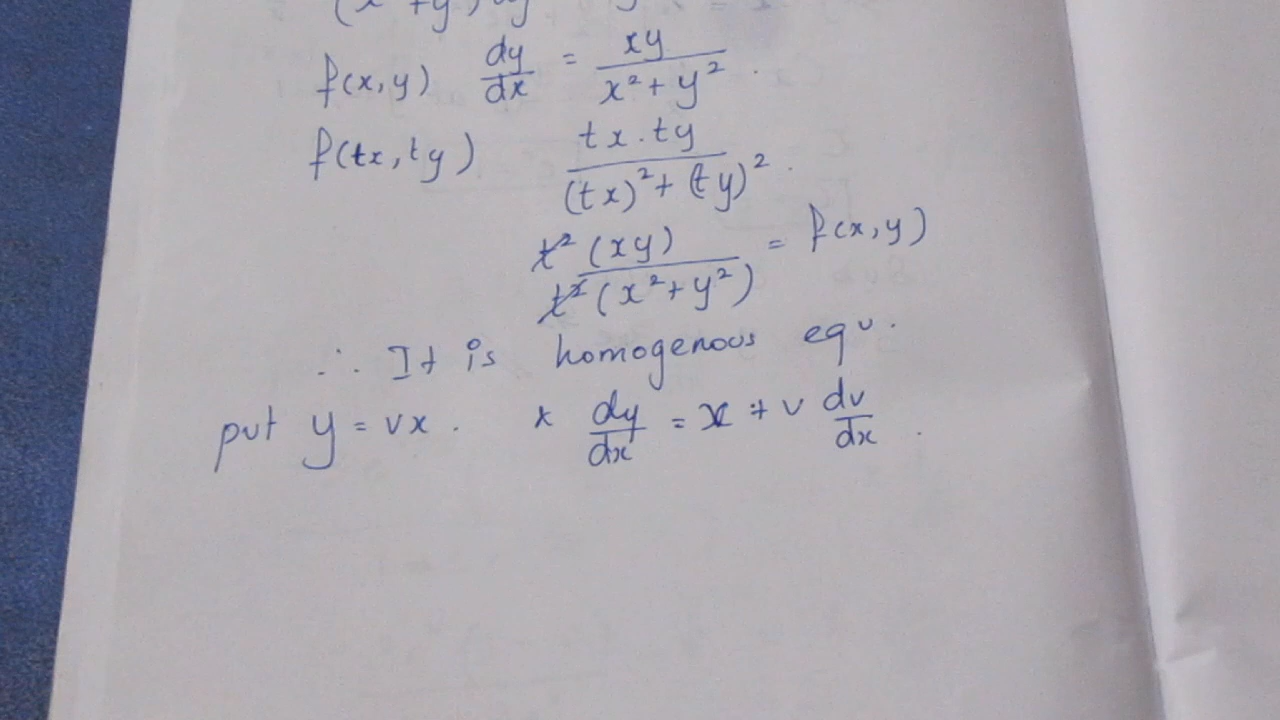 f(x,y) dy/dx = xy/(x² + y²).
f(tx,ty) tx.ty/((tx)² + (ty)²).
t²(xy)/(t²(x² + y²)) = f(x,y)
∴ It is homogenous equ.
put y = vx. x dy/dx = x + v dv/dx.